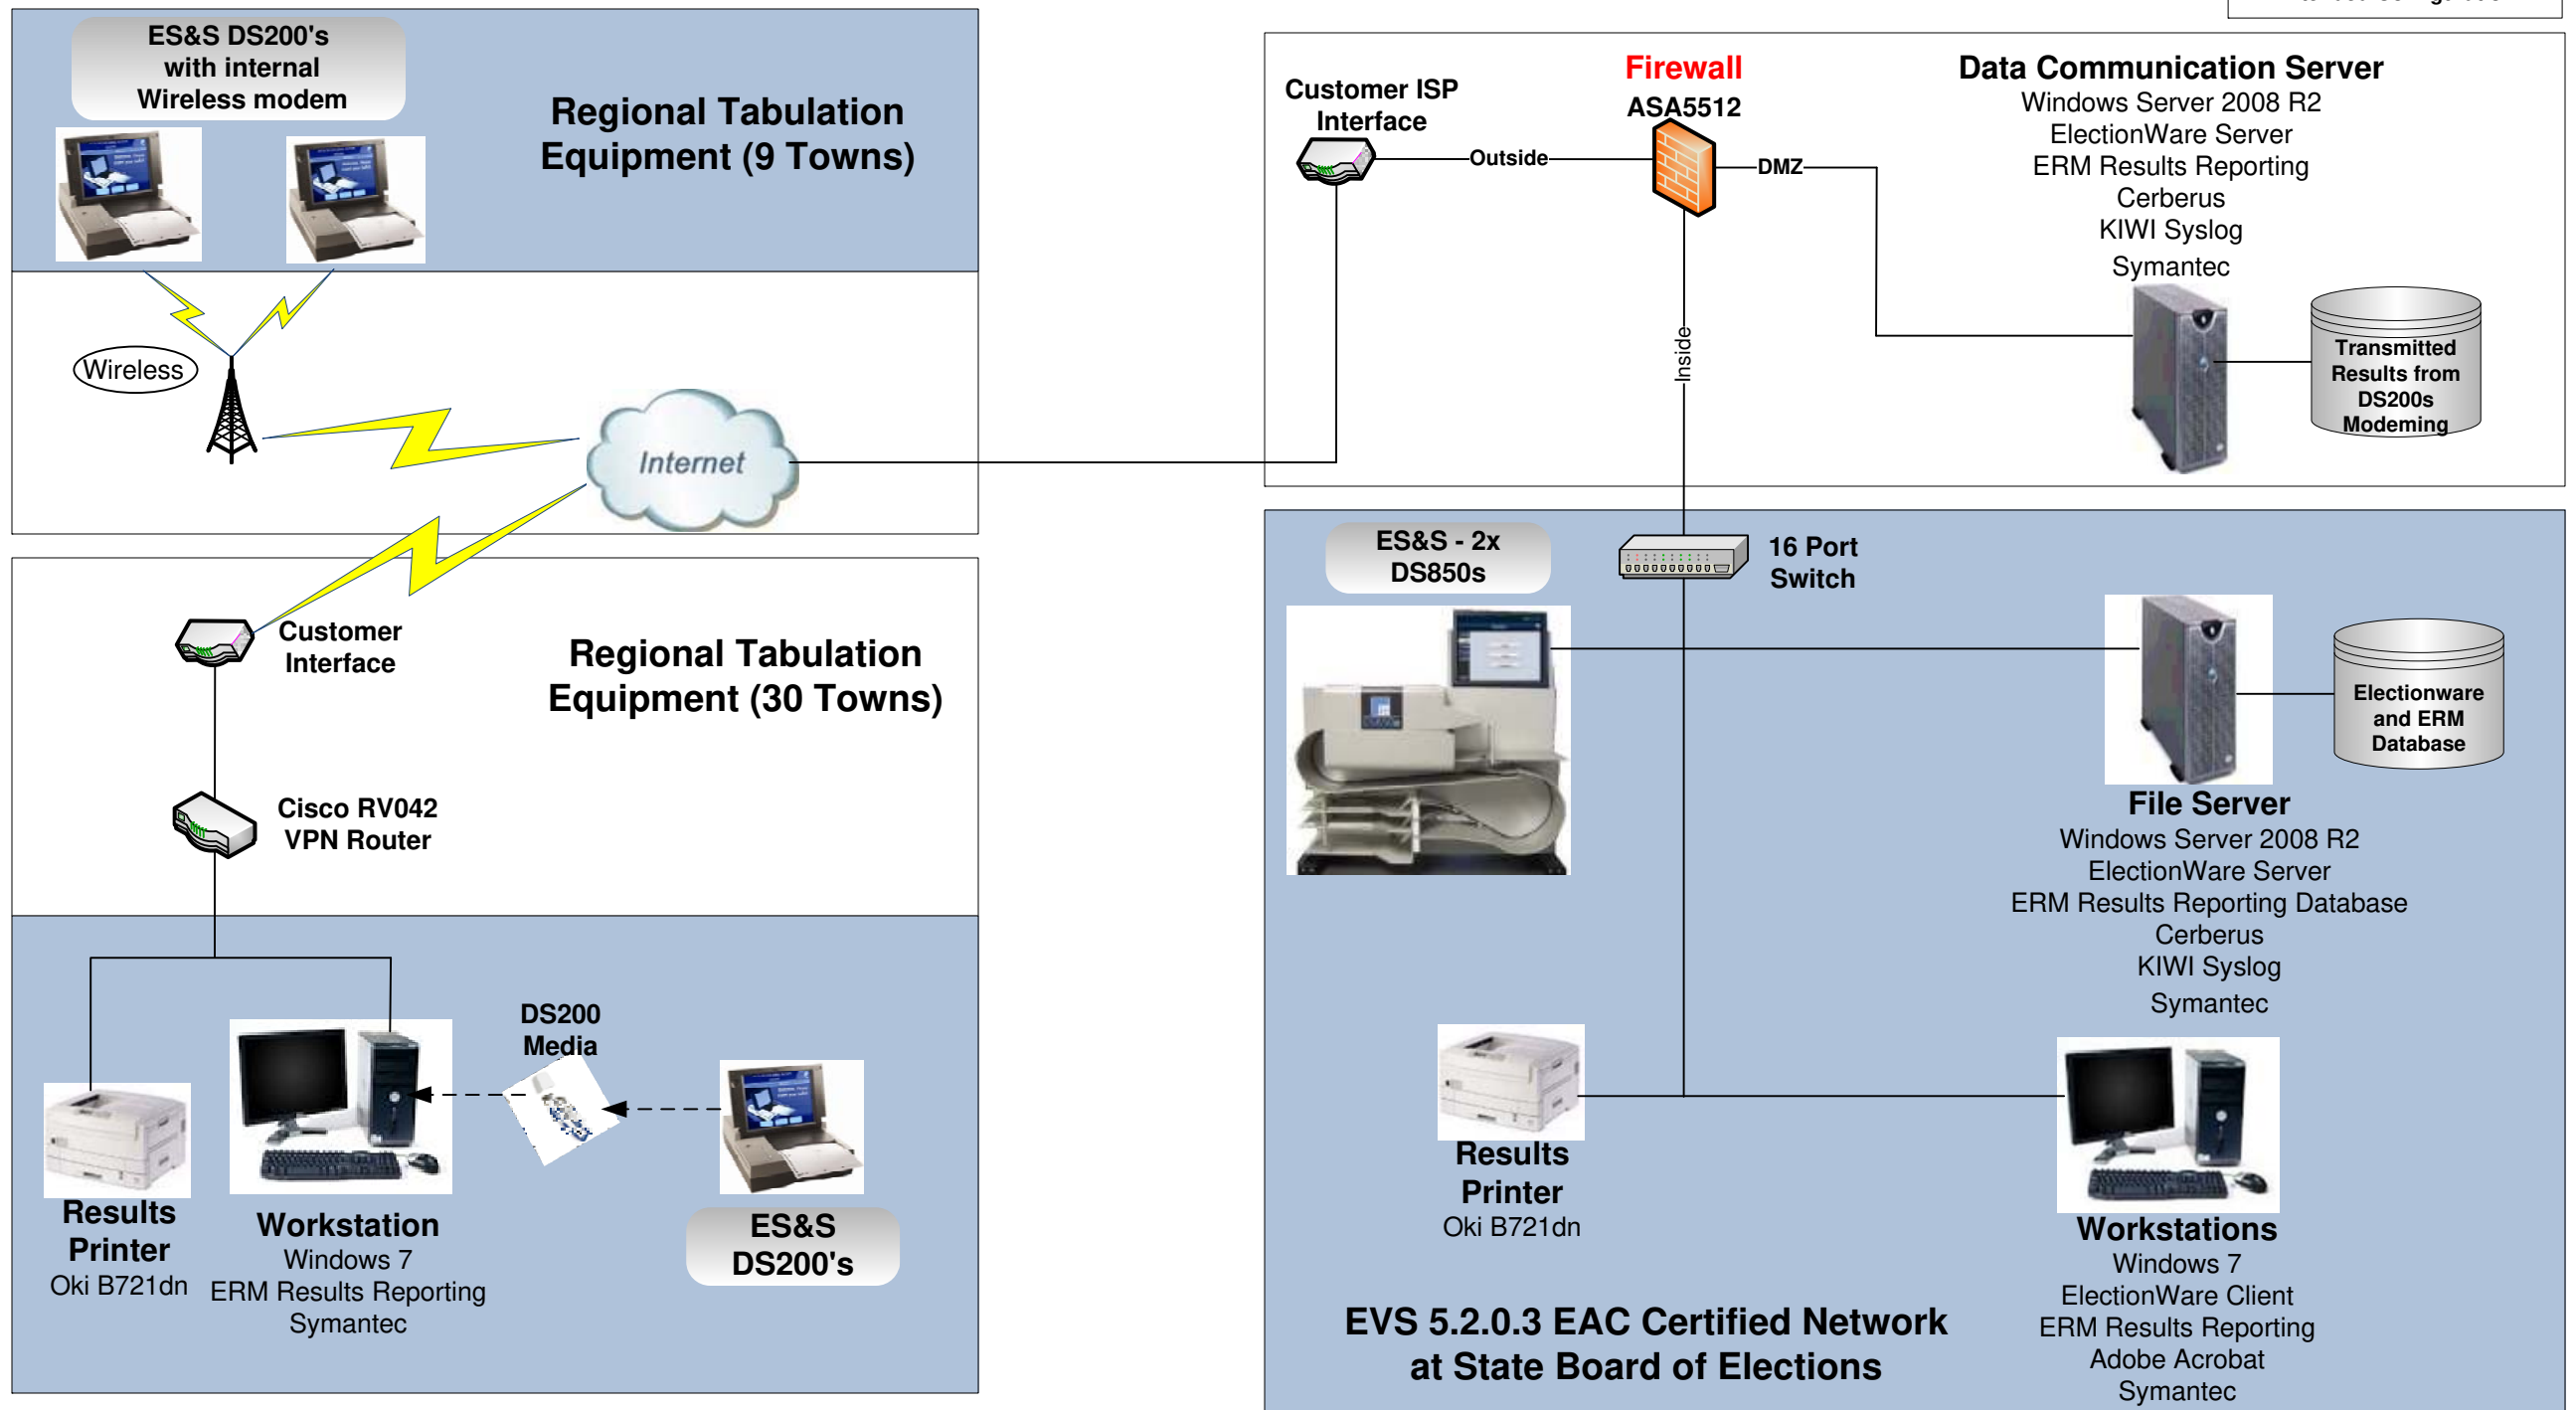 ES&S DS200's
with internal
Wireless modem
Regional Tabulation
Equipment (9 Towns)
Wireless
Internet
Customer
Interface
Regional Tabulation
Equipment (30 Towns)
Cisco RV042
VPN Router
DS200
Media
Results
Printer
Oki B721dn
Workstation
Windows 7
ERM Results Reporting
Symantec
ES&S
DS200's
Customer ISP
Interface
Outside
Firewall
ASA5512
DMZ
Inside
Data Communication Server
Windows Server 2008 R2
ElectionWare Server
ERM Results Reporting
Cerberus
KIWI Syslog
Symantec
Transmitted
Results from
DS200s
Modeming
ES&S - 2x
DS850s
16 Port
Switch
Electionware
and ERM
Database
File Server
Windows Server 2008 R2
ElectionWare Server
ERM Results Reporting Database
Cerberus
KIWI Syslog
Symantec
Results
Printer
Oki B721dn
Workstations
Windows 7
ElectionWare Client
ERM Results Reporting
Adobe Acrobat
Symantec
EVS 5.2.0.3 EAC Certified Network
at State Board of Elections